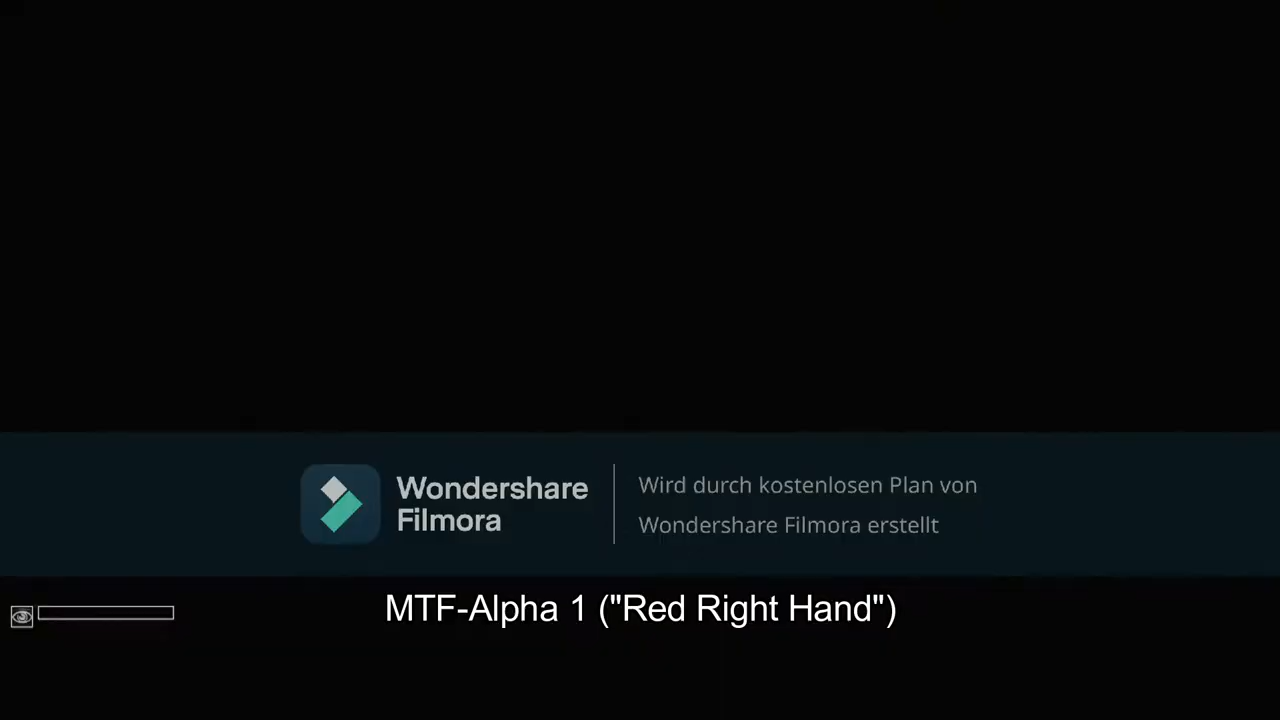 Wondershare
Filmora
Wird durch kostenlosen Plan von
Wondershare Filmora erstellt
MTF-Alpha 1 ("Red Right Hand")